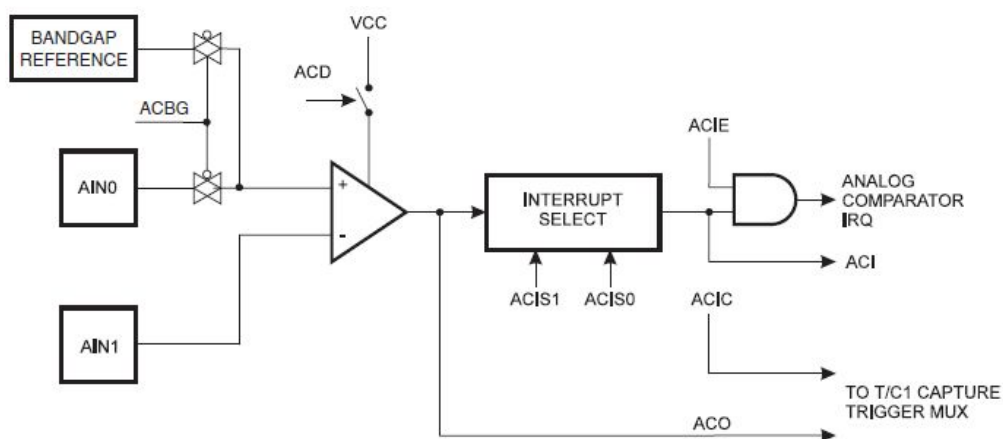 BANDGAP
REFERENCE
VCC
ACD
ACBG
ACIE
AIN0
+
-
INTERRUPT
SELECT
ANALOG
COMPARATOR
IRQ
ACI
ACIS1
ACIS0
ACIC
AIN1
TO T/C1 CAPTURE
TRIGGER MUX
ACO